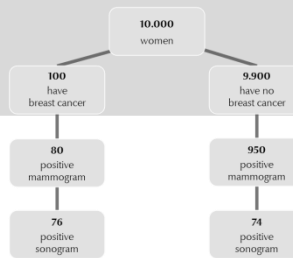 10.000
women
100
have
breast cancer
9.900
have no
breast cancer
80
positive
mammogram
950
positive
mammogram
76
positive
sonogram
74
positive
sonogram